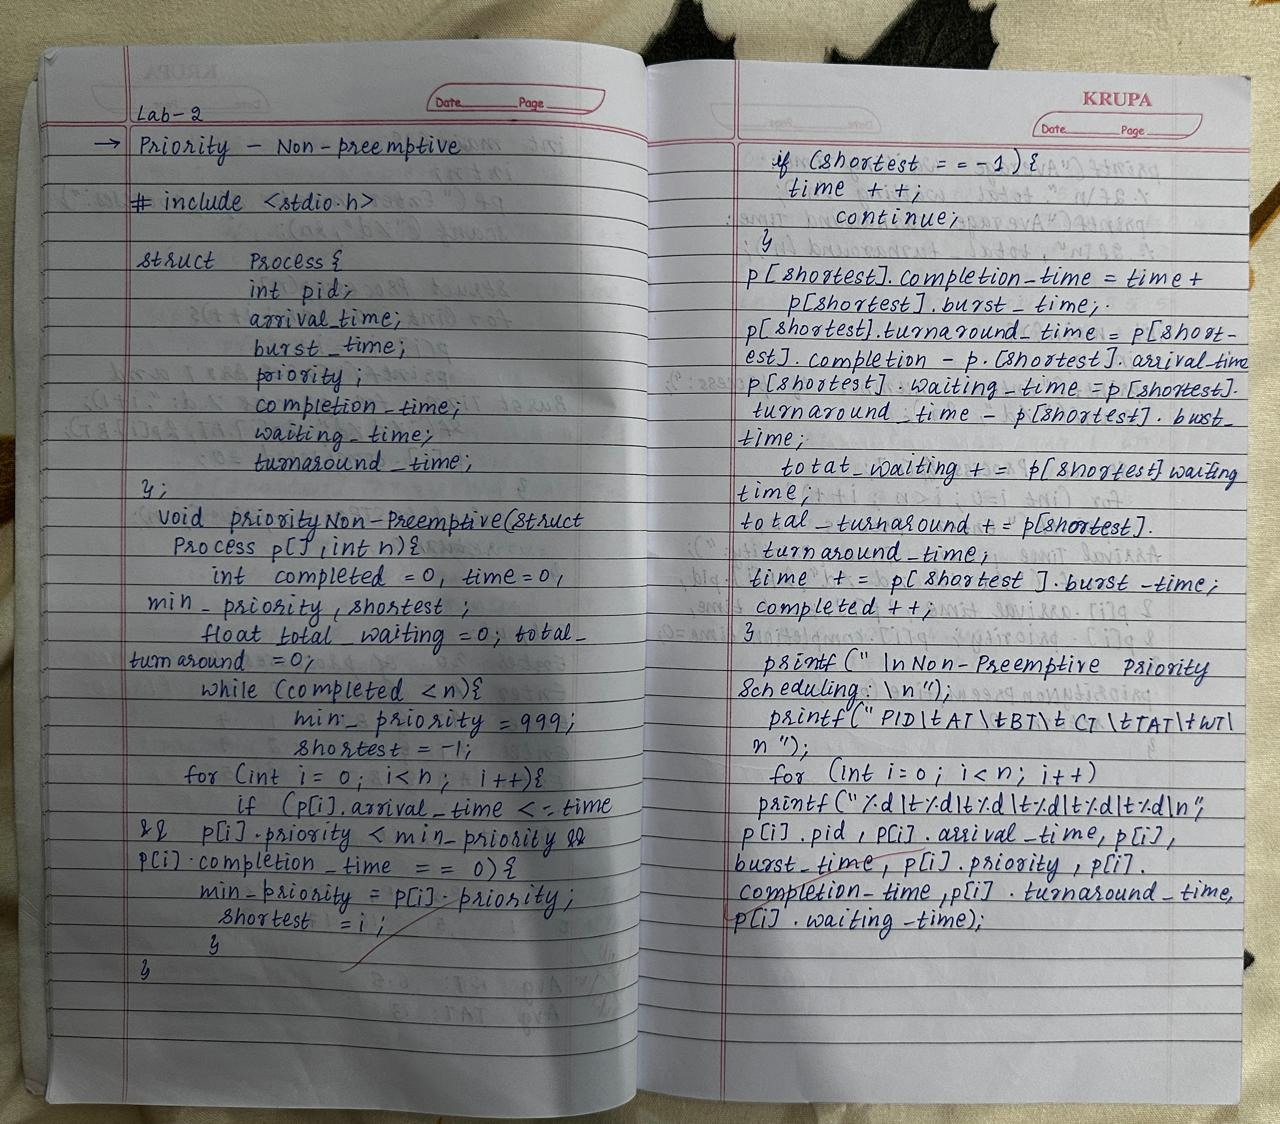 Lab-2
Date Page
→ Priority - Non-preemptive
# include <stdio.h>
struct Process {
int pid;
arrival_time;
burst_time;
priority;
completion_time;
waiting_time;
turnaround_time;
};
void priorityNon-Preemptive(struct
Process p[], int n){
int completed = 0, time = 0,
min_priority, shortest ;
float total_waiting = 0; total_
turnaround = 0;
while (completed < n){
min_priority = 999;
shortest = -1;
for (int i = 0; i < n; i++){
if (p[i].arrival_time <= time
&& p[i].priority < min_priority &&
p[i].completion_time == 0){
min_priority = p[i].priority;
shortest = i;
}
}
KRUPA
Date Page
if (shortest == -1){
time ++;
continue;
}
p[shortest].completion_time = time +
p[shortest].burst_time;
p[shortest].turnaround_time = p[short-
est].completion - p.[shortest].arrival_time
p[shortest].waiting_time = p[shortest].
turnaround_time - p[shortest].burst_
time;
total_waiting += p[shortest] waiting
time;
total_turnaround += p[shortest].
turnaround_time;
time += p[shortest].burst_time;
completed ++;
}
printf(" \nNon-Preemptive Priority
Scheduling: \n");
printf(" PID\t AT\t BT\t CT \t TAT\t WT\
n ");
for (int i=0; i<n; i++)
printf("%d\t%d\t%d\t%d\t%d\t%d\n",
p[i].pid, p[i].arrival_time, p[i],
burst_time, p[i].priority, p[i].
completion_time, p[i].turnaround_time,
p[i].waiting_time);